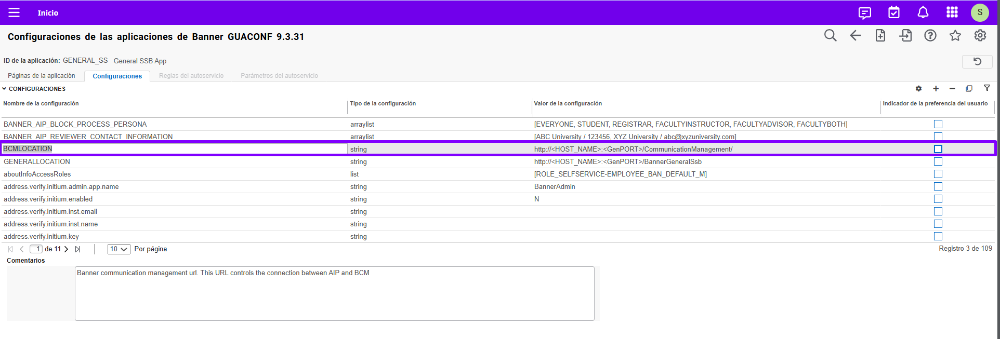 Inicio
S
Configuraciones de las aplicaciones de Banner GUACONF 9.3.31
ID de la aplicación: GENERAL_SS General SSB App
Páginas de la aplicación Configuraciones Reglas del autoservicio Parámetros del autoservicio
CONFIGURACIONES
Nombre de la configuración Tipo de la configuración Valor de la configuración Indicador de la preferencia del usuario
BANNER_AIP_BLOCK_PROCESS_PERSONA arraylist [EVERYONE, STUDENT, REGISTRAR, FACULTYINSTRUCTOR, FACULTYADVISOR, FACULTYBOTH]
BANNER_AIP_REVIEWER_CONTACT_INFORMATION arraylist [ABC University / 123456, XYZ University / abc@xyzuniversity.com]
BCMLOCATION string http://<HOST_NAME>:<GenPORT>/CommunicationManagement/
GENERALLOCATION string http://<HOST_NAME>:<GenPORT>/BannerGeneralSsb
aboutInfoAccessRoles list [ROLE_SELFSERVICE-EMPLOYEE_BAN_DEFAULT_M]
address.verify.initium.admin.app.name string BannerAdmin
address.verify.initium.enabled string N
address.verify.initium.inst.email string
address.verify.initium.inst.name string
address.verify.initium.key string
1 de 11 10 Por página Registro 3 de 109
Comentarios
Banner communication management url. This URL controls the connection between AIP and BCM